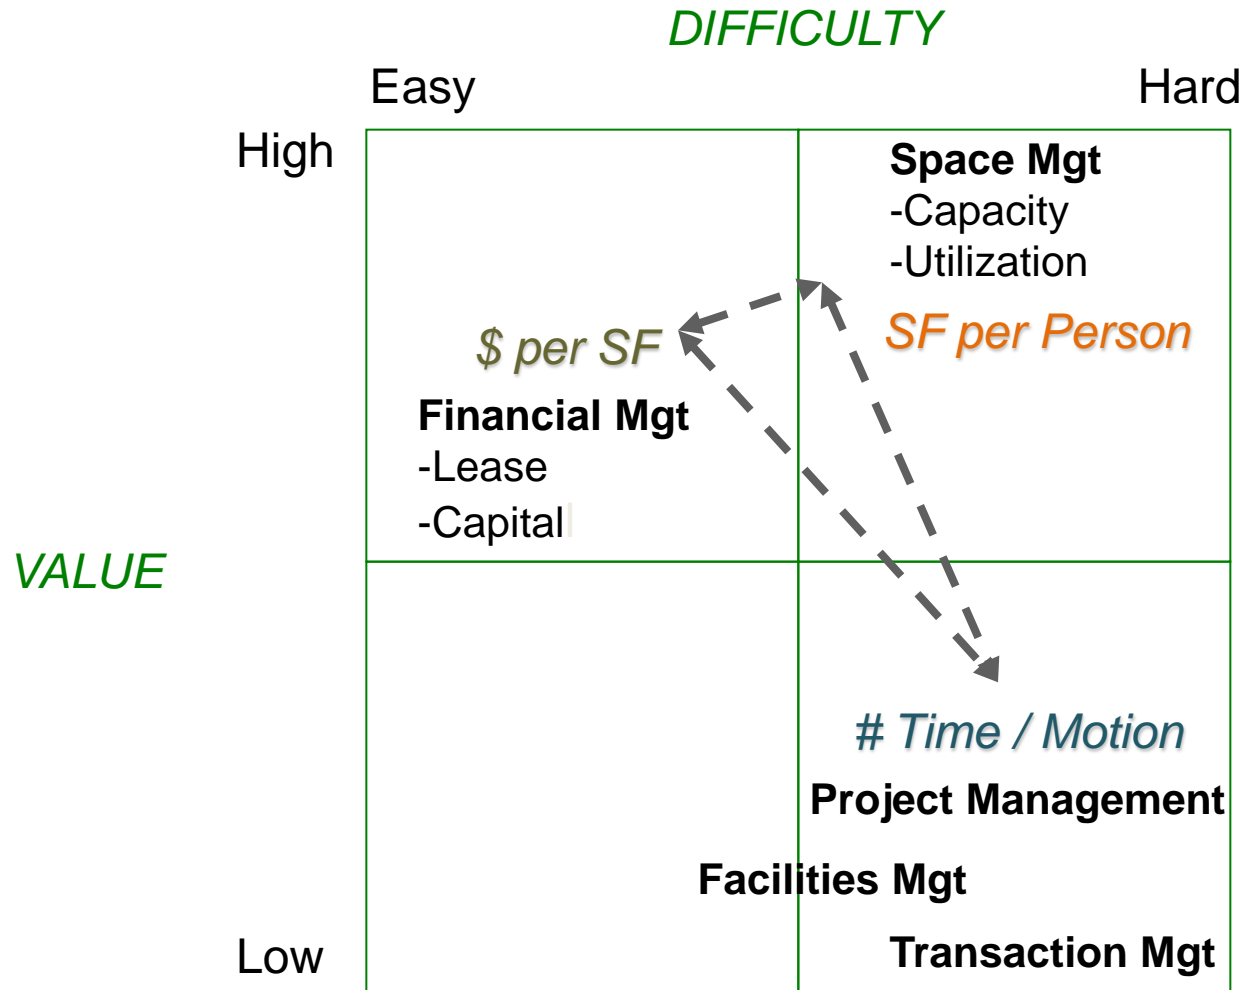 DIFFICULTY
Easy
Hard
High
Space Mgt
-Capacity
-Utilization
SF per Person
$ per SF
Financial Mgt
-Lease
-Capital
VALUE
# Time / Motion
Project Management
Facilities Mgt
Transaction Mgt
Low